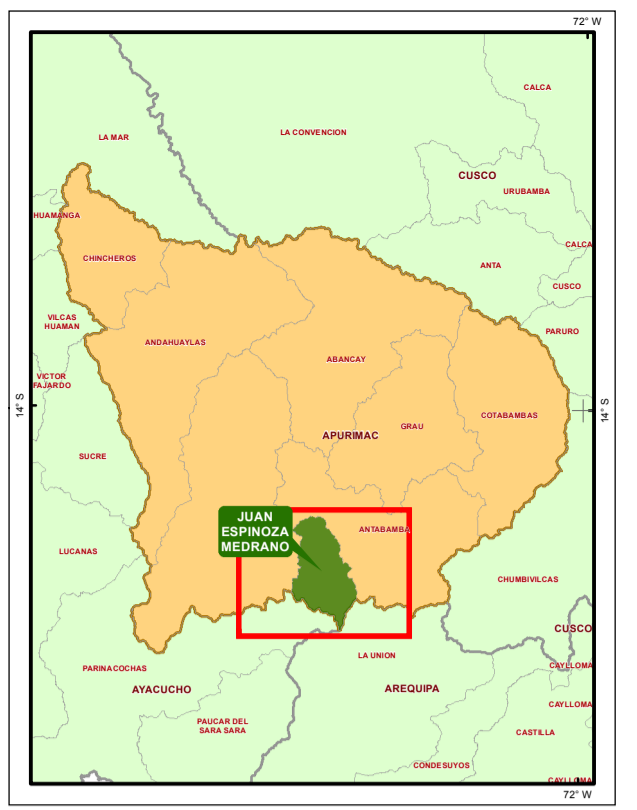 72° W
CALCA
LA MAR
LA CONVENCION
CUSCO
URUBAMBA
HUAMANGA
CALCA
CHINCHEROS
ANTA
CUSCO
VILCAS
HUAMAN
PARURO
ANDAHUAYLAS
ABANCAY
VICTOR
FAJARDO
14° S
14° S
COTABAMBAS
GRAU
APURIMAC
SUCRE
JUAN
ESPINOZA
MEDRANO
ANTABAMBA
LUCANAS
CHUMBIVILCAS
CUSCO
LA UNION
CAYLLOMA
PARINACOCHAS
AYACUCHO
AREQUIPA
CAYLLOMA
PAUCAR DEL
SARA SARA
CASTILLA
CONDESUYOS
CAYLLOMA
72° W